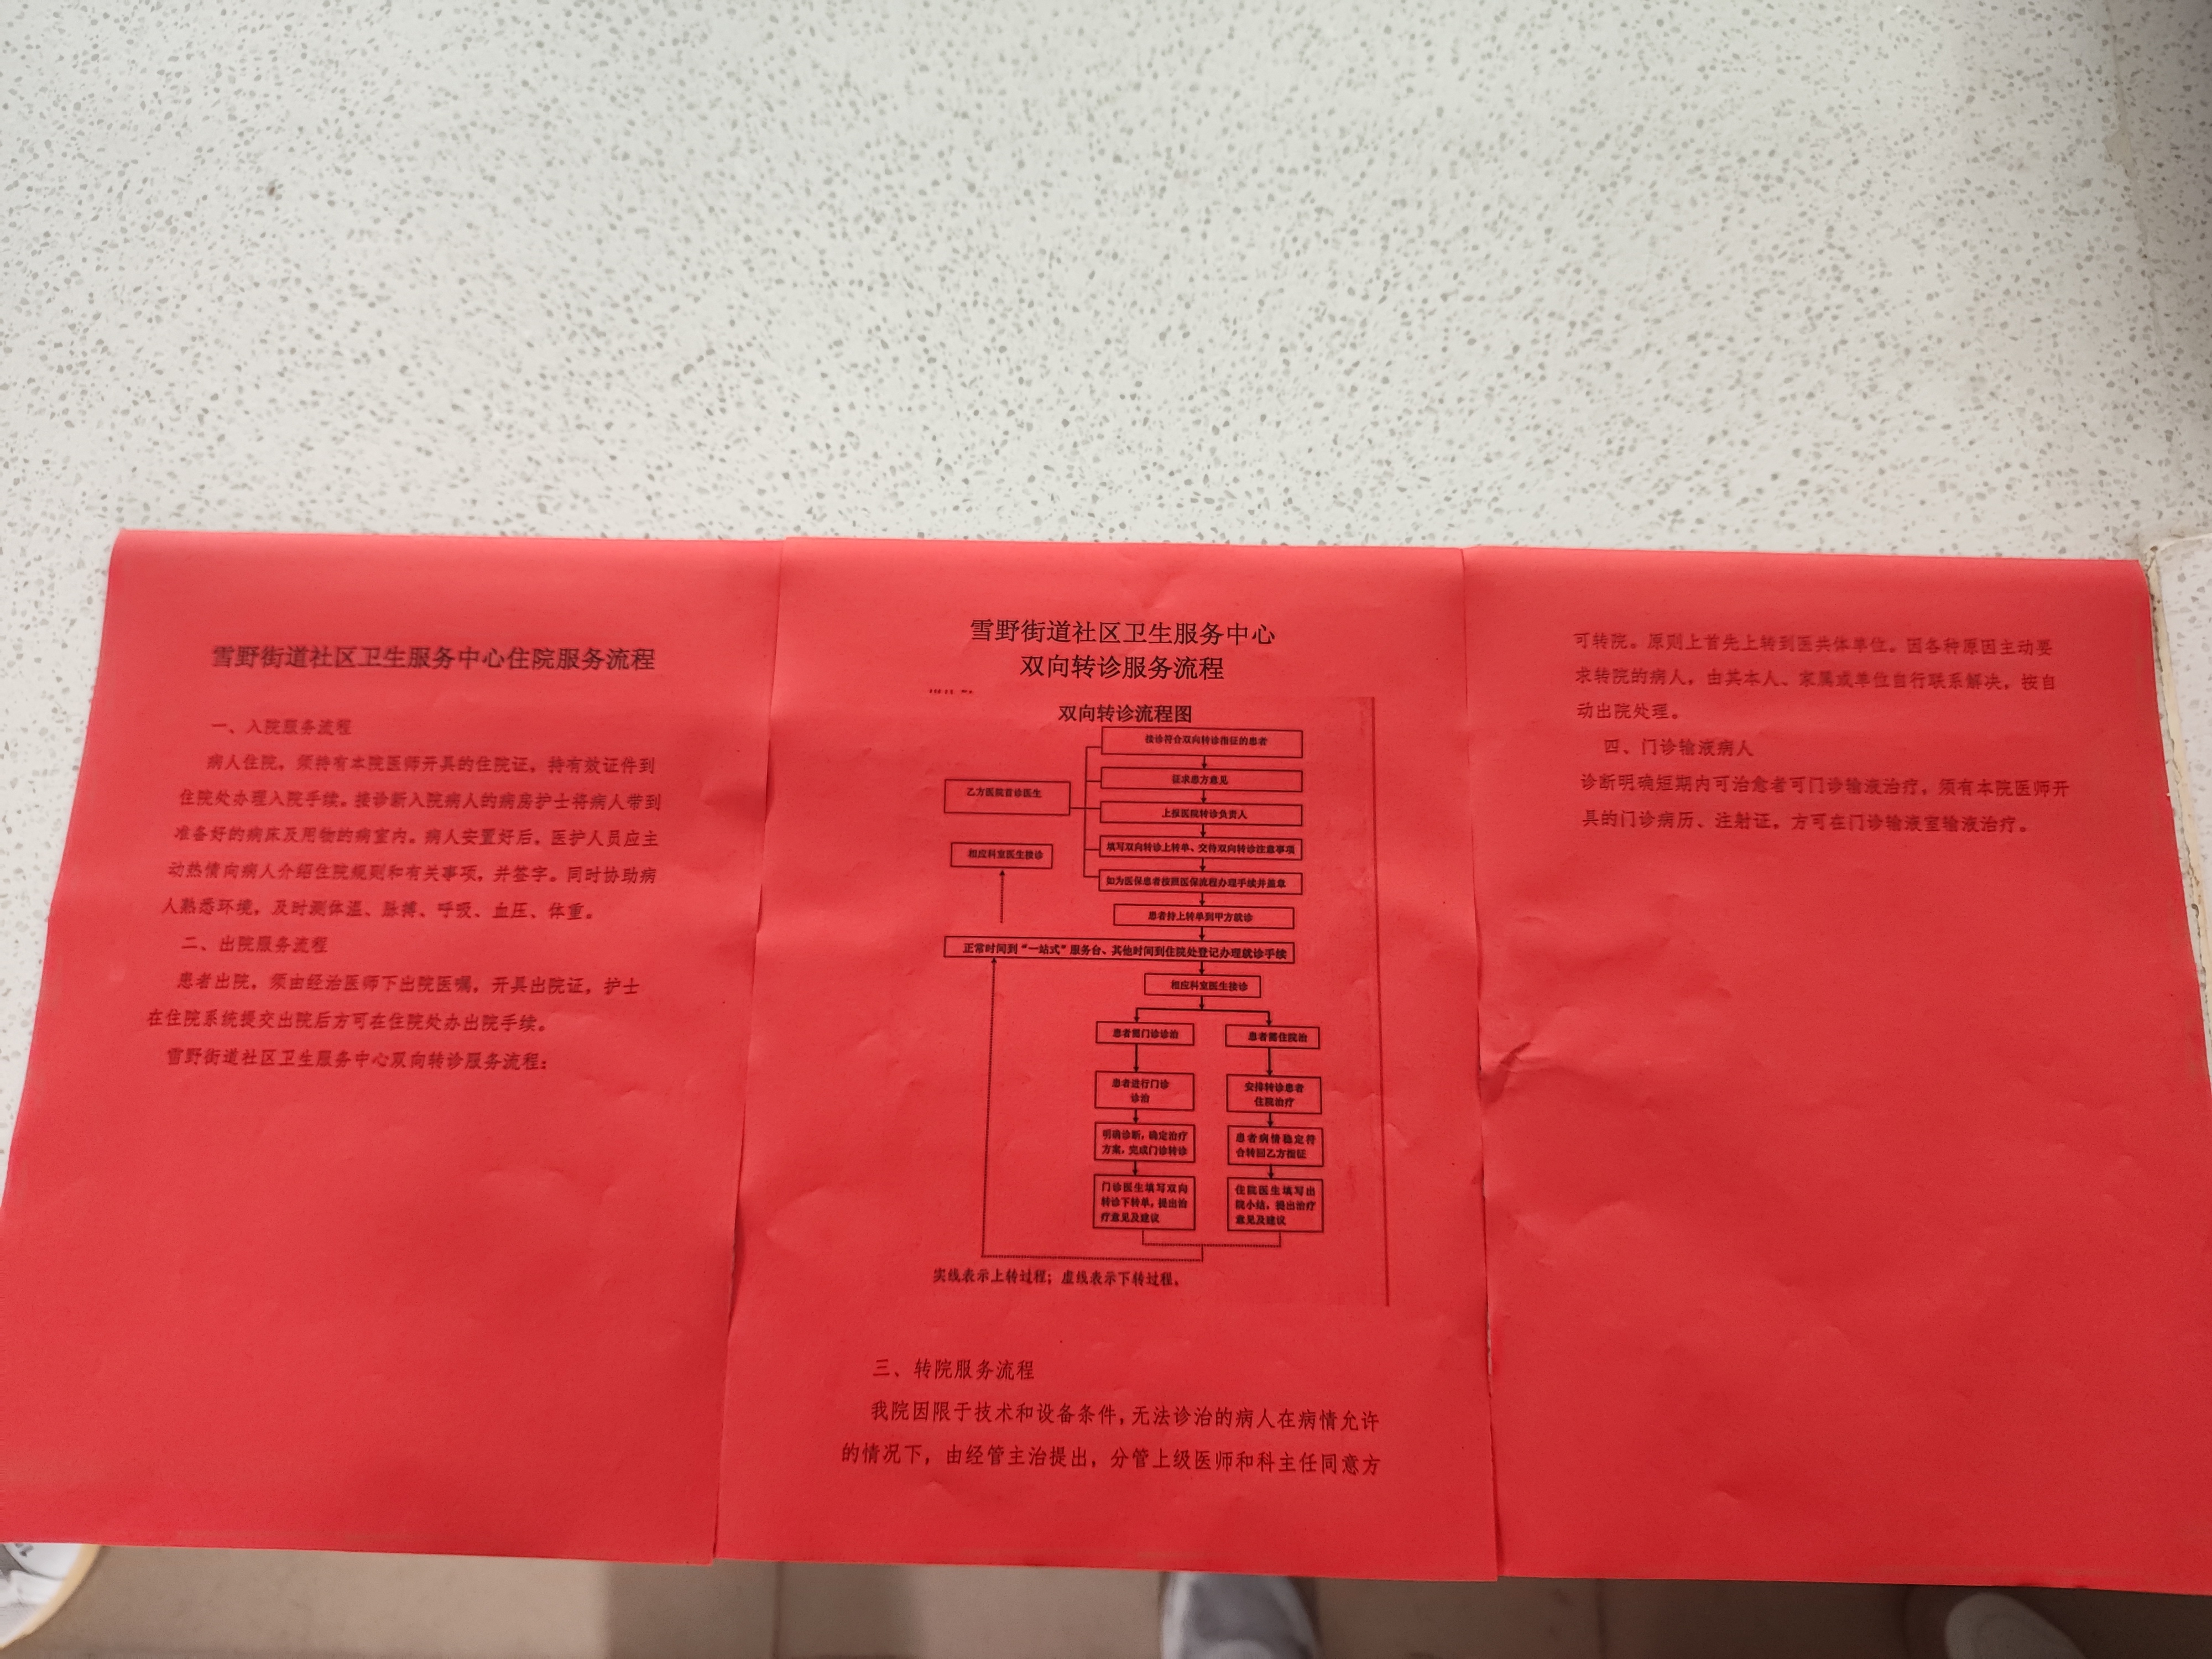 雪野街道社区卫生服务中心住院服务流程
一、入院服务流程
病人住院，须持有本院医师开具的住院证，持有效证件到
住院处办理入院手续。接诊断入院病人的病房护士将病人带到
准备好的病床及用物的病室内。病人安置好后，医护人员应主
动热情向病人介绍住院规则和有关事项，并签字。同时协助病
人熟悉环境，及时测体温、脉搏、呼吸、血压、体重。
二、出院服务流程
患者出院，须由经治医师下出院医嘱，开具出院证，护士
在住院系统提交出院后方可在住院处办出院手续。
雪野街道社区卫生服务中心双向转诊服务流程：
雪野街道社区卫生服务中心
双向转诊服务流程
双向转诊流程图
接诊符合双向转诊指征的患者
征求患方意见
乙方医院首诊医生
上报医院转诊负责人
填写双向转诊上转单、交待双向转诊注意事项
相应科室医生接诊
如为医保患者按照医保流程办理手续并盖章
患者持上转单到甲方就诊
正常时间到“一站式”服务台、其他时间到住院处登记办理就诊手续
相应科室医生接诊
患者需门诊诊治
患者需住院治
患者进行门诊
诊治
安排转诊患者
住院治疗
明确诊断，确定治疗
方案，完成门诊转诊
患者病情稳定符
合转回乙方指征
门诊医生填写双向
转诊下转单，提出治
疗意见及建议
住院医生填写出
院小结，提出治疗
意见及建议
实线表示上转过程；虚线表示下转过程。
三、转院服务流程
我院因限于技术和设备条件，无法诊治的病人在病情允许
的情况下，由经管主治提出，分管上级医师和科主任同意方
可转院。原则上首先上转到医共体单位。因各种原因主动要
求转院的病人，由其本人、家属或单位自行联系解决，按自
动出院处理。
四、门诊输液病人
诊断明确短期内可治愈者可门诊输液治疗，须有本院医师开
具的门诊病历、注射证，方可在门诊输液室输液治疗。